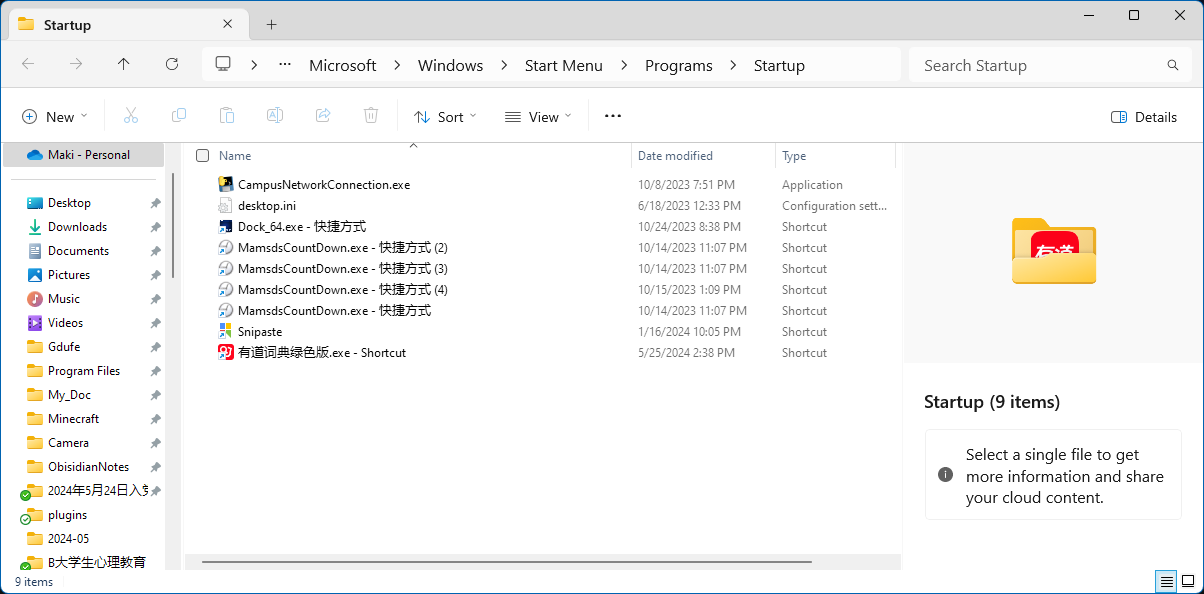 Startup
Microsoft Windows Start Menu Programs Startup
Search Startup
New
Sort
View
Details
Maki - Personal
Desktop
Downloads
Documents
Pictures
Music
Videos
Gdufe
Program Files
My_Doc
Minecraft
Camera
ObisidianNotes
2024年5月24日入党
plugins
2024-05
B大学生心理教育
Name Date modified Type
CampusNetworkConnection.exe 10/8/2023 7:51 PM Application
desktop.ini 6/18/2023 12:33 PM Configuration sett...
Dock_64.exe - 快捷方式 10/24/2023 8:38 PM Shortcut
MamsdsCountDown.exe - 快捷方式 (2) 10/14/2023 11:07 PM Shortcut
MamsdsCountDown.exe - 快捷方式 (3) 10/14/2023 11:07 PM Shortcut
MamsdsCountDown.exe - 快捷方式 (4) 10/15/2023 1:09 PM Shortcut
MamsdsCountDown.exe - 快捷方式 10/14/2023 11:07 PM Shortcut
Snipaste 1/16/2024 10:05 PM Shortcut
有道词典绿色版.exe - Shortcut 5/25/2024 2:38 PM Shortcut
有道
Startup (9 items)
Select a single file to get
more information and share
your cloud content.
9 items